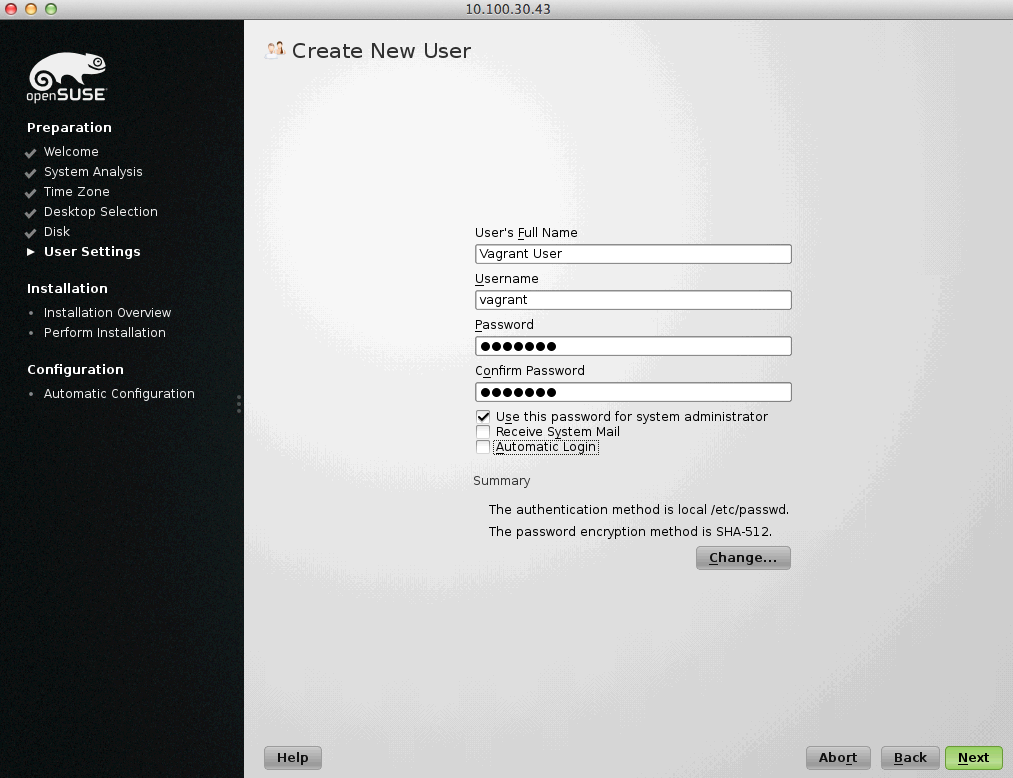 10.100.30.43
openSUSE
Preparation
Welcome
System Analysis
Time Zone
Desktop Selection
Disk
User Settings
Installation
Installation Overview
Perform Installation
Configuration
Automatic Configuration
Create New User
User's Full Name
Vagrant User
Username
vagrant
Password
●●●●●●●
Confirm Password
●●●●●●●
Use this password for system administrator
Receive System Mail
Automatic Login
Summary
The authentication method is local /etc/passwd.
The password encryption method is SHA-512.
Change...
Help
Abort
Back
Next